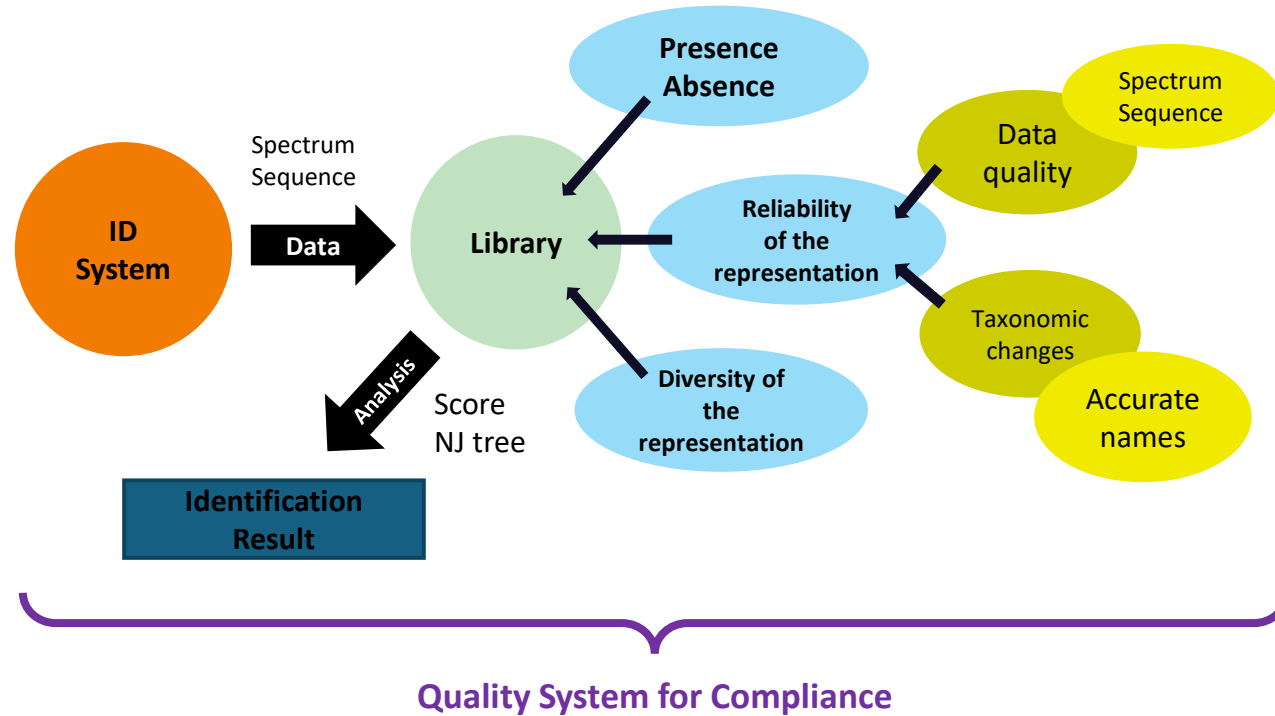 Presence
Absence
Spectrum
Sequence
Data
quality
Spectrum
Sequence
ID
System
Data
Library
Reliability
of the
representation
Taxonomic
changes
Accurate
names
Diversity of
the
representation
Analysis
Score
NJ tree
Identification
Result
Quality System for Compliance